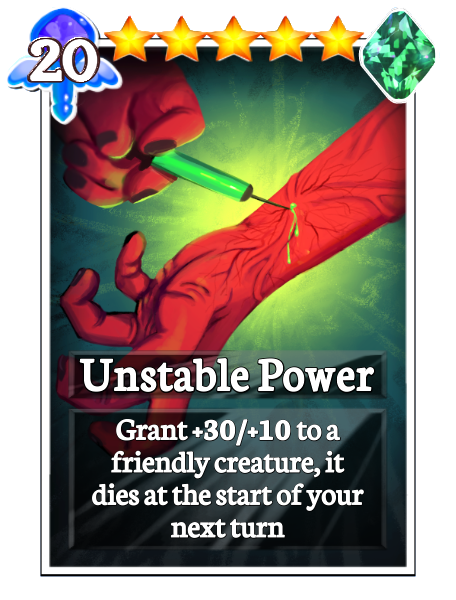 20
Unstable Power
Grant +30/+10 to a
friendly creature, it
dies at the start of your
next turn